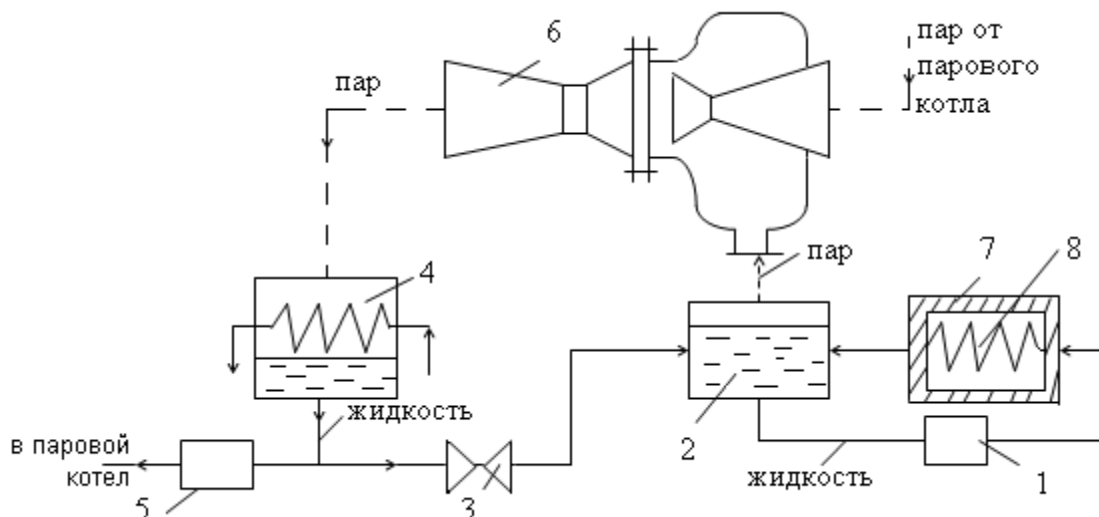 6
пар от
парового
котла
пар
4
пар
7
8
жидкость
2
в паровой
котел
5
3
жидкость
1